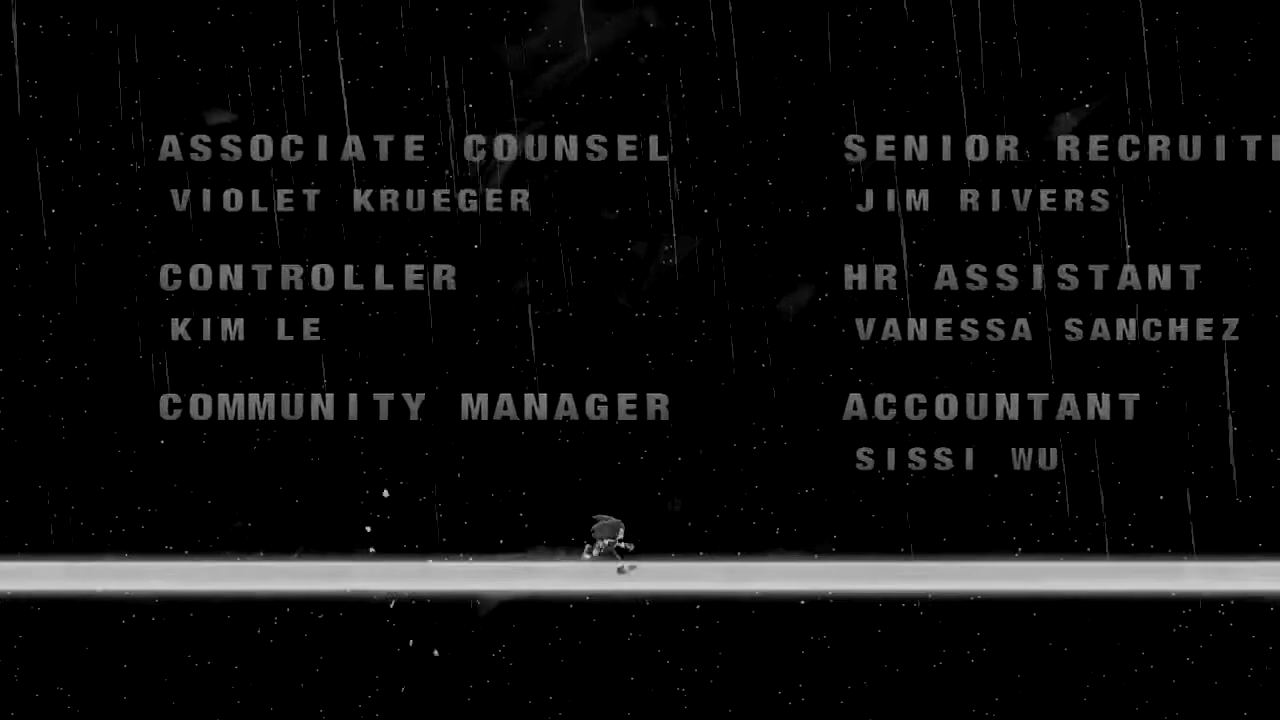 ASSOCIATE COUNSEL
VIOLET KRUEGER
CONTROLLER
KIM LE
COMMUNITY MANAGER
SENIOR
JIM RIVERS
HR ASSISTANT
VANESSA SANCHEZ
ACCOUNTANT
SISSI WU